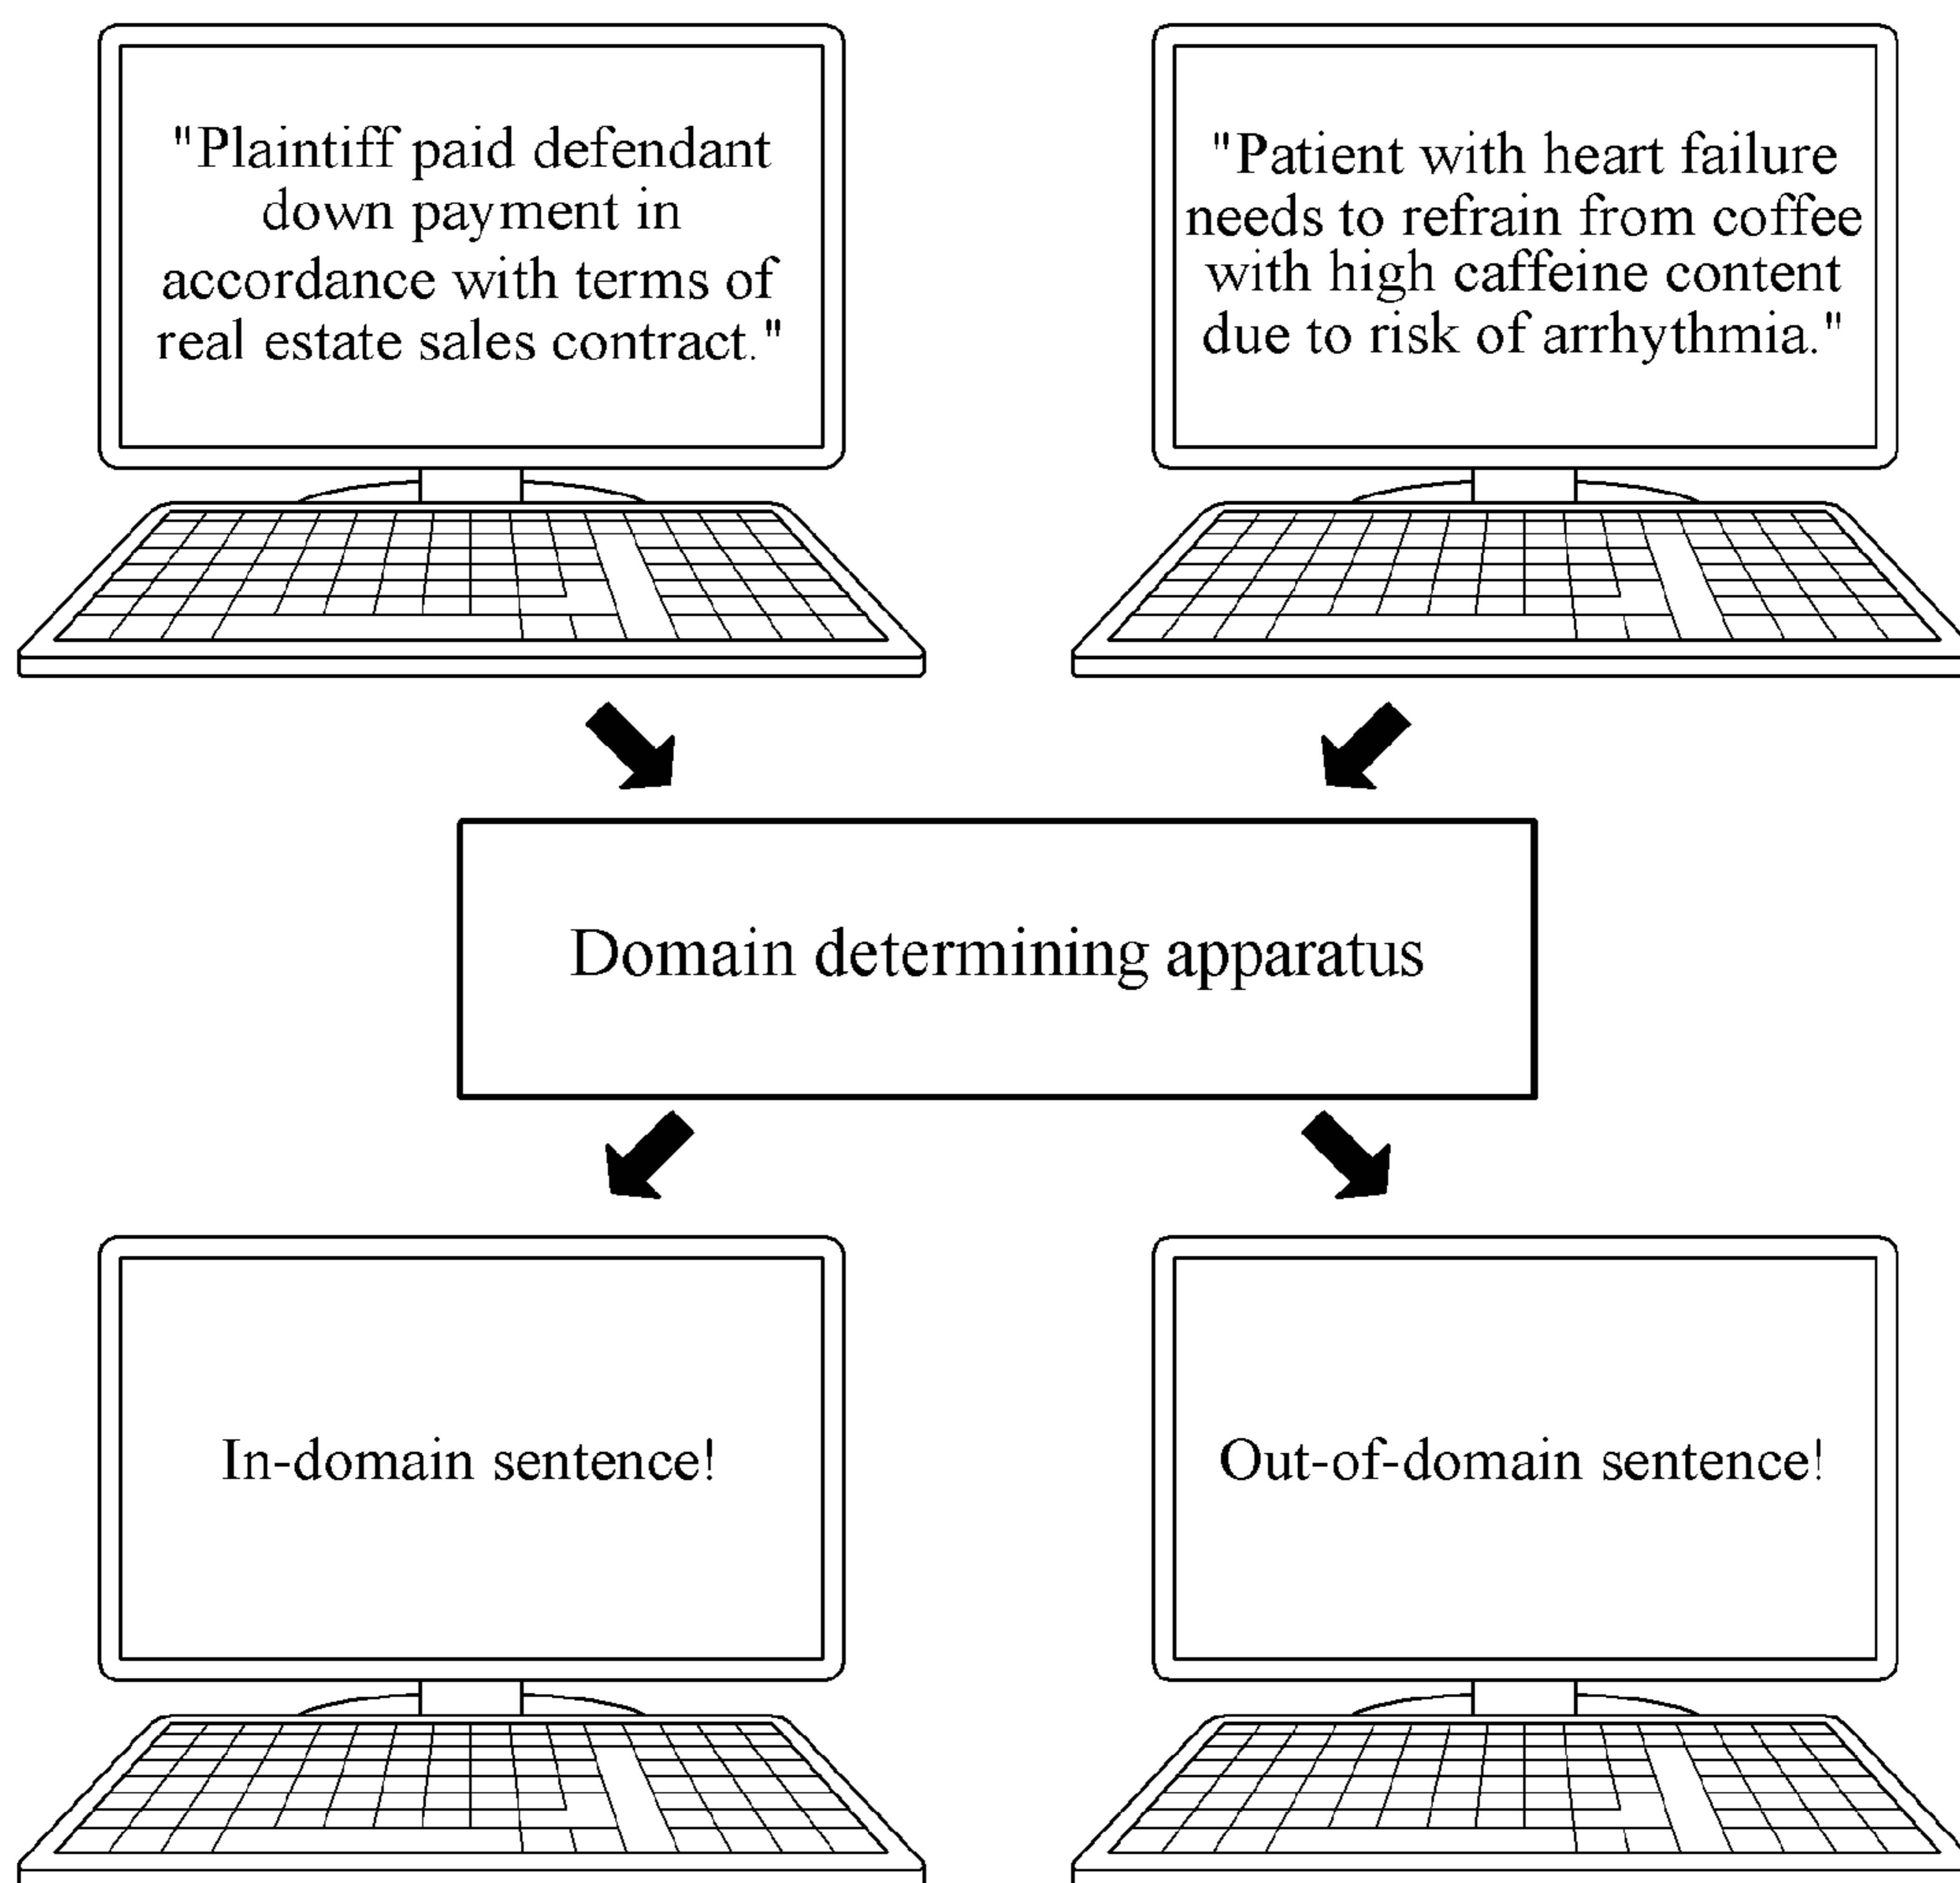 "Plaintiff paid defendant
down payment in
accordance with terms of
real estate sales contract."
"Patient with heart failure
needs to refrain from coffee
with high caffeine content
due to risk of arrhythmia."
Domain determining apparatus
In-domain sentence!
Out-of-domain sentence!